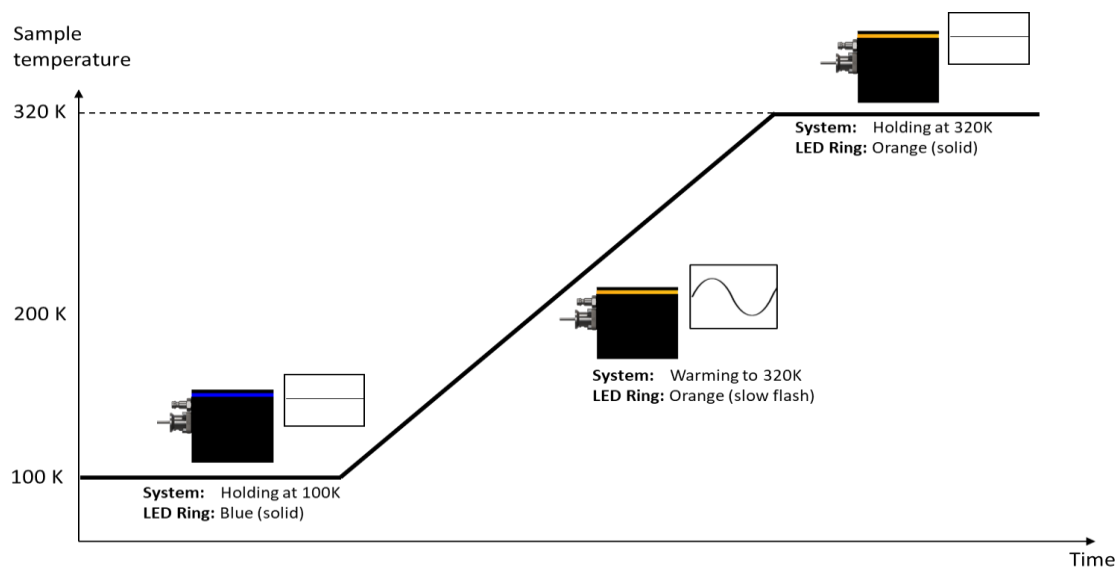 Sample
temperature
320 K
System: Holding at 320K
LED Ring: Orange (solid)
200 K
System: Warming to 320K
LED Ring: Orange (slow flash)
100 K
System: Holding at 100K
LED Ring: Blue (solid)
Time